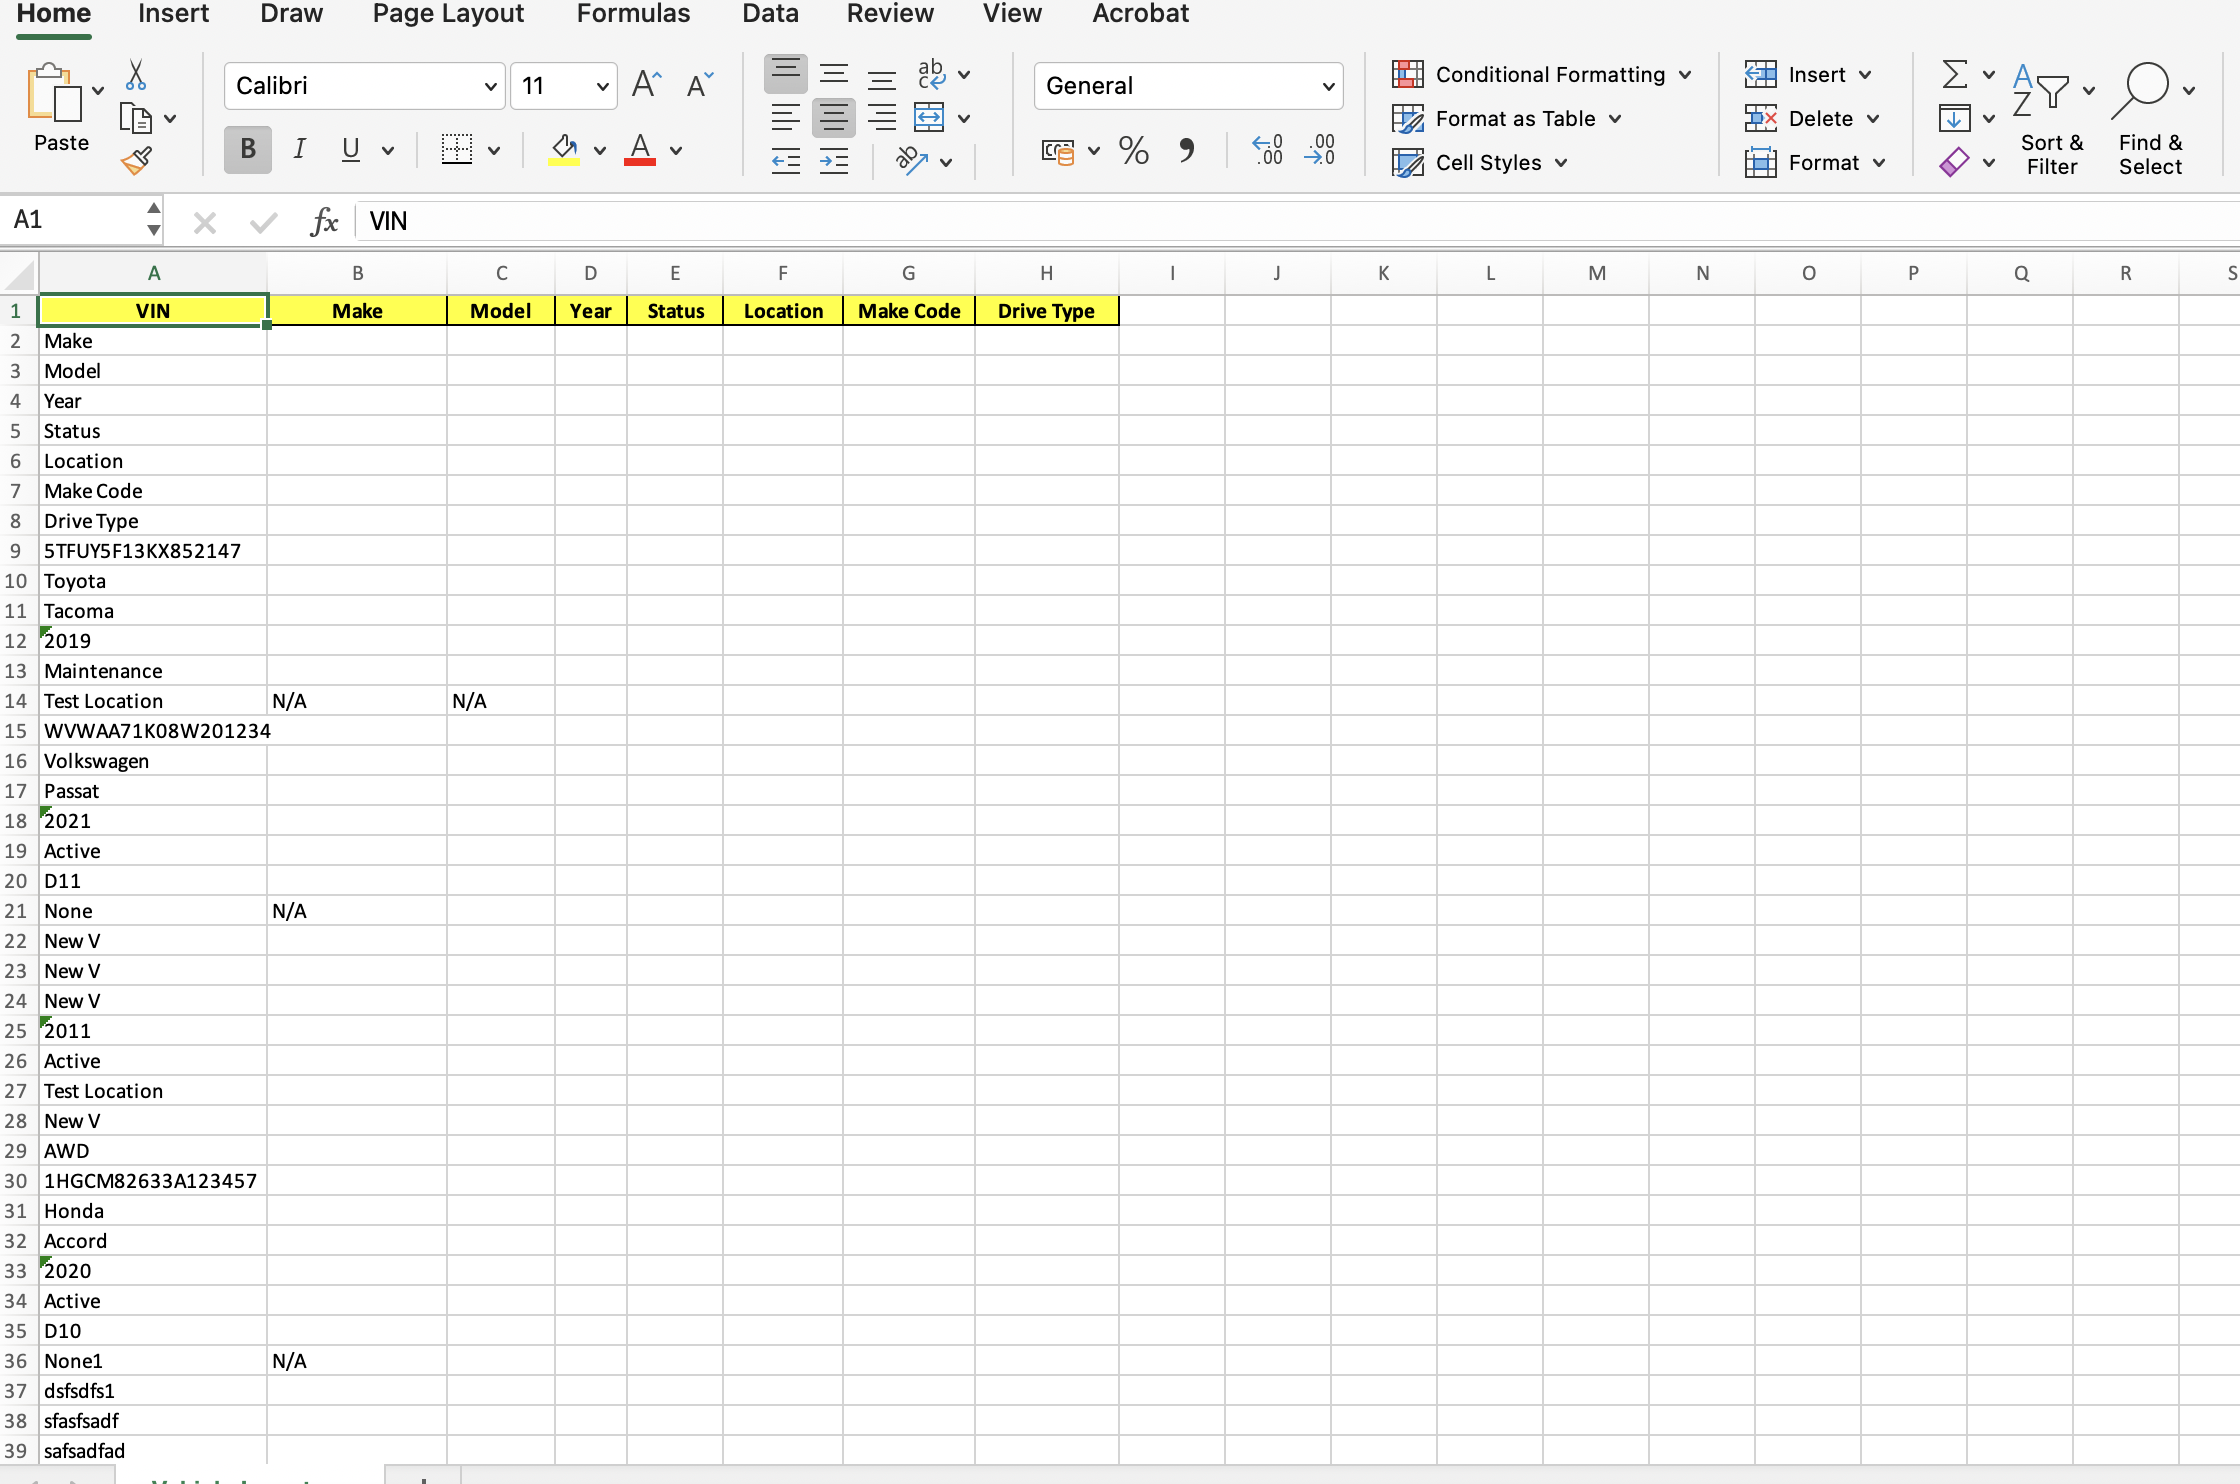 Home Insert Draw Page Layout Formulas Data Review View Acrobat
Paste
Calibri 11 A A
B I U A
ab c
General
% , .0 .00 .00 .0
Conditional Formatting
Format as Table
Cell Styles
Insert
Delete
Format
A Z
Sort & Filter
Find & Select
A1 fx VIN
A B C D E F G H I J K L M N O P Q R S
1 VIN Make Model Year Status Location Make Code Drive Type
2 Make
3 Model
4 Year
5 Status
6 Location
7 Make Code
8 Drive Type
9 5TFUY5F13KX852147
10 Toyota
11 Tacoma
12 2019
13 Maintenance
14 Test Location N/A N/A
15 WVWAA71K08W201234
16 Volkswagen
17 Passat
18 2021
19 Active
20 D11
21 None N/A
22 New V
23 New V
24 New V
25 2011
26 Active
27 Test Location
28 New V
29 AWD
30 1HGCM82633A123457
31 Honda
32 Accord
33 2020
34 Active
35 D10
36 None1 N/A
37 dsfsdfs1
38 sfasfsadf
39 safsadfad